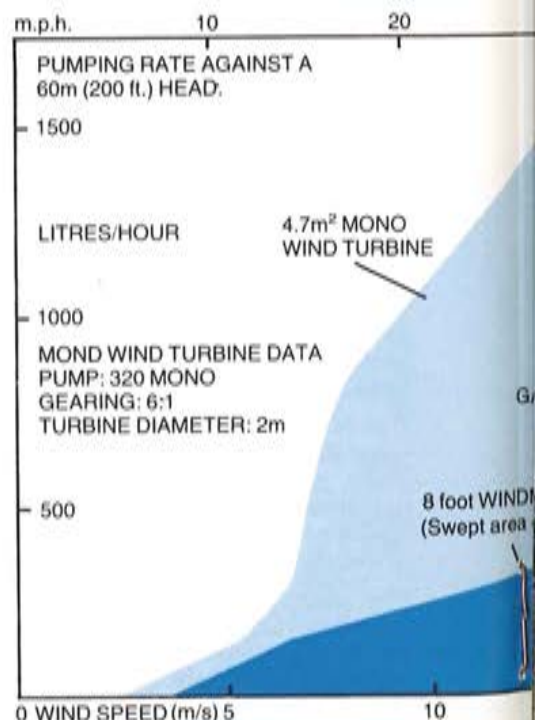 m.p.h. 10 20
PUMPING RATE AGAINST A
60m (200 ft.) HEAD.
1500
LITRES/HOUR
4.7m² MONO
WIND TURBINE
1000
MOND WIND TURBINE DATA
PUMP: 320 MONO
GEARING: 6:1
TURBINE DIAMETER: 2m
500
8 foot
(Swept area
0 WIND SPEED (m/s) 5 10